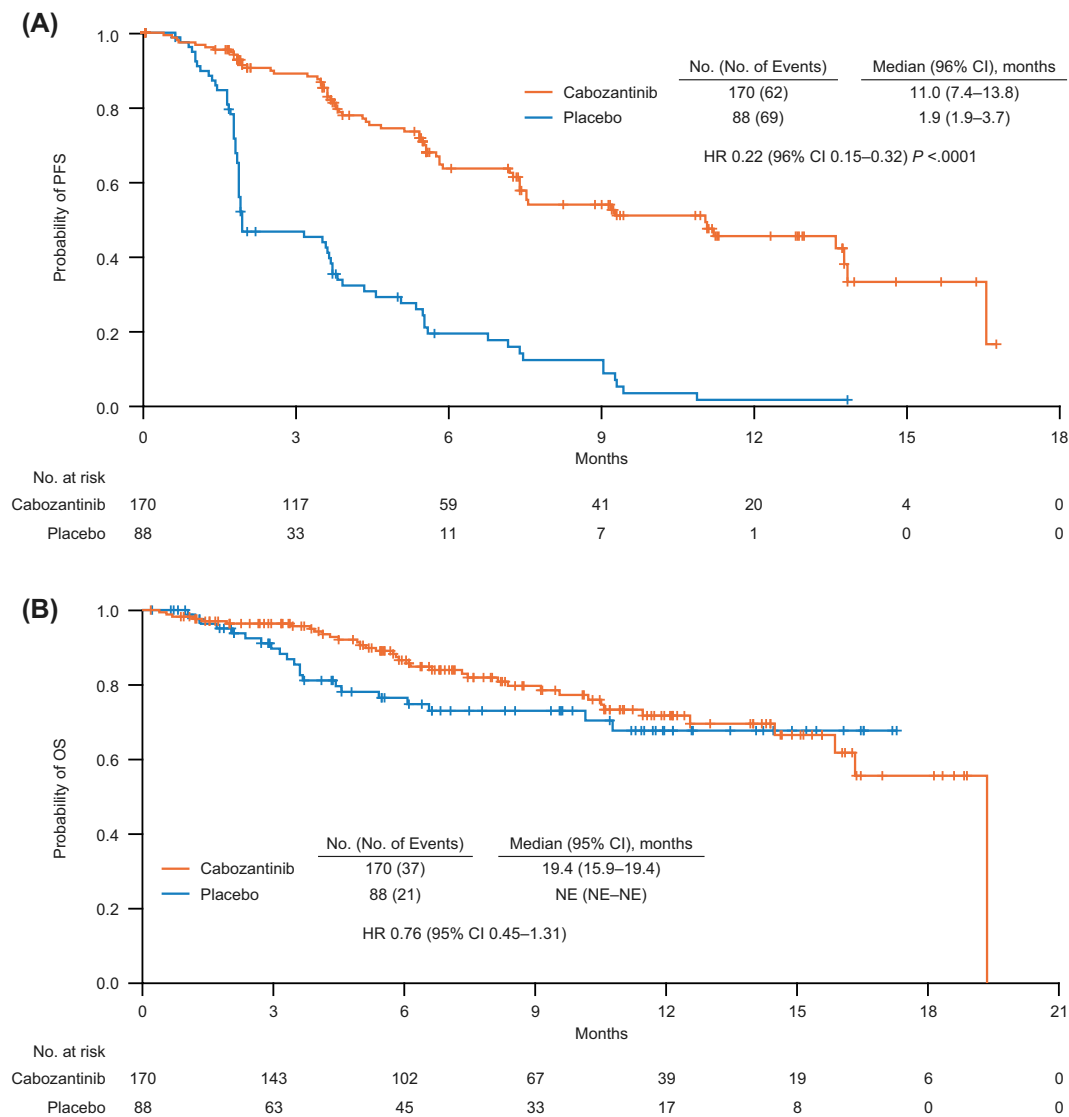 (A)
1.0
0.8
0.6
0.4
0.2
0.0
Probability of PFS
No. (No. of Events) Median (96% CI), months
Cabozantinib 170 (62) 11.0 (7.4–13.8)
Placebo 88 (69) 1.9 (1.9–3.7)
HR 0.22 (96% CI 0.15–0.32) P <.0001
0 3 6 9 12 15 18
Months
No. at risk
Cabozantinib 170 117 59 41 20 4 0
Placebo 88 33 11 7 1 0 0
(B)
1.0
0.8
0.6
0.4
0.2
0.0
Probability of OS
No. (No. of Events) Median (95% CI), months
Cabozantinib 170 (37) 19.4 (15.9–19.4)
Placebo 88 (21) NE (NE–NE)
HR 0.76 (95% CI 0.45–1.31)
0 3 6 9 12 15 18 21
Months
No. at risk
Cabozantinib 170 143 102 67 39 19 6 0
Placebo 88 63 45 33 17 8 0 0